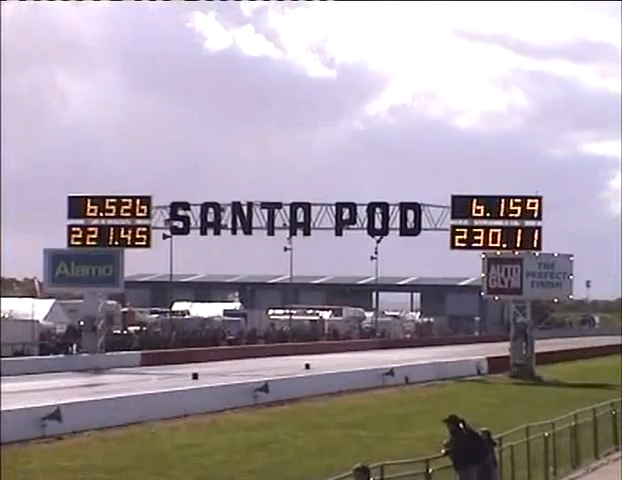 6.526
221.45
SANTA POD
6.159
230.11
Alamo
AUTO
GLYM
THE
PERFECT
FINISH